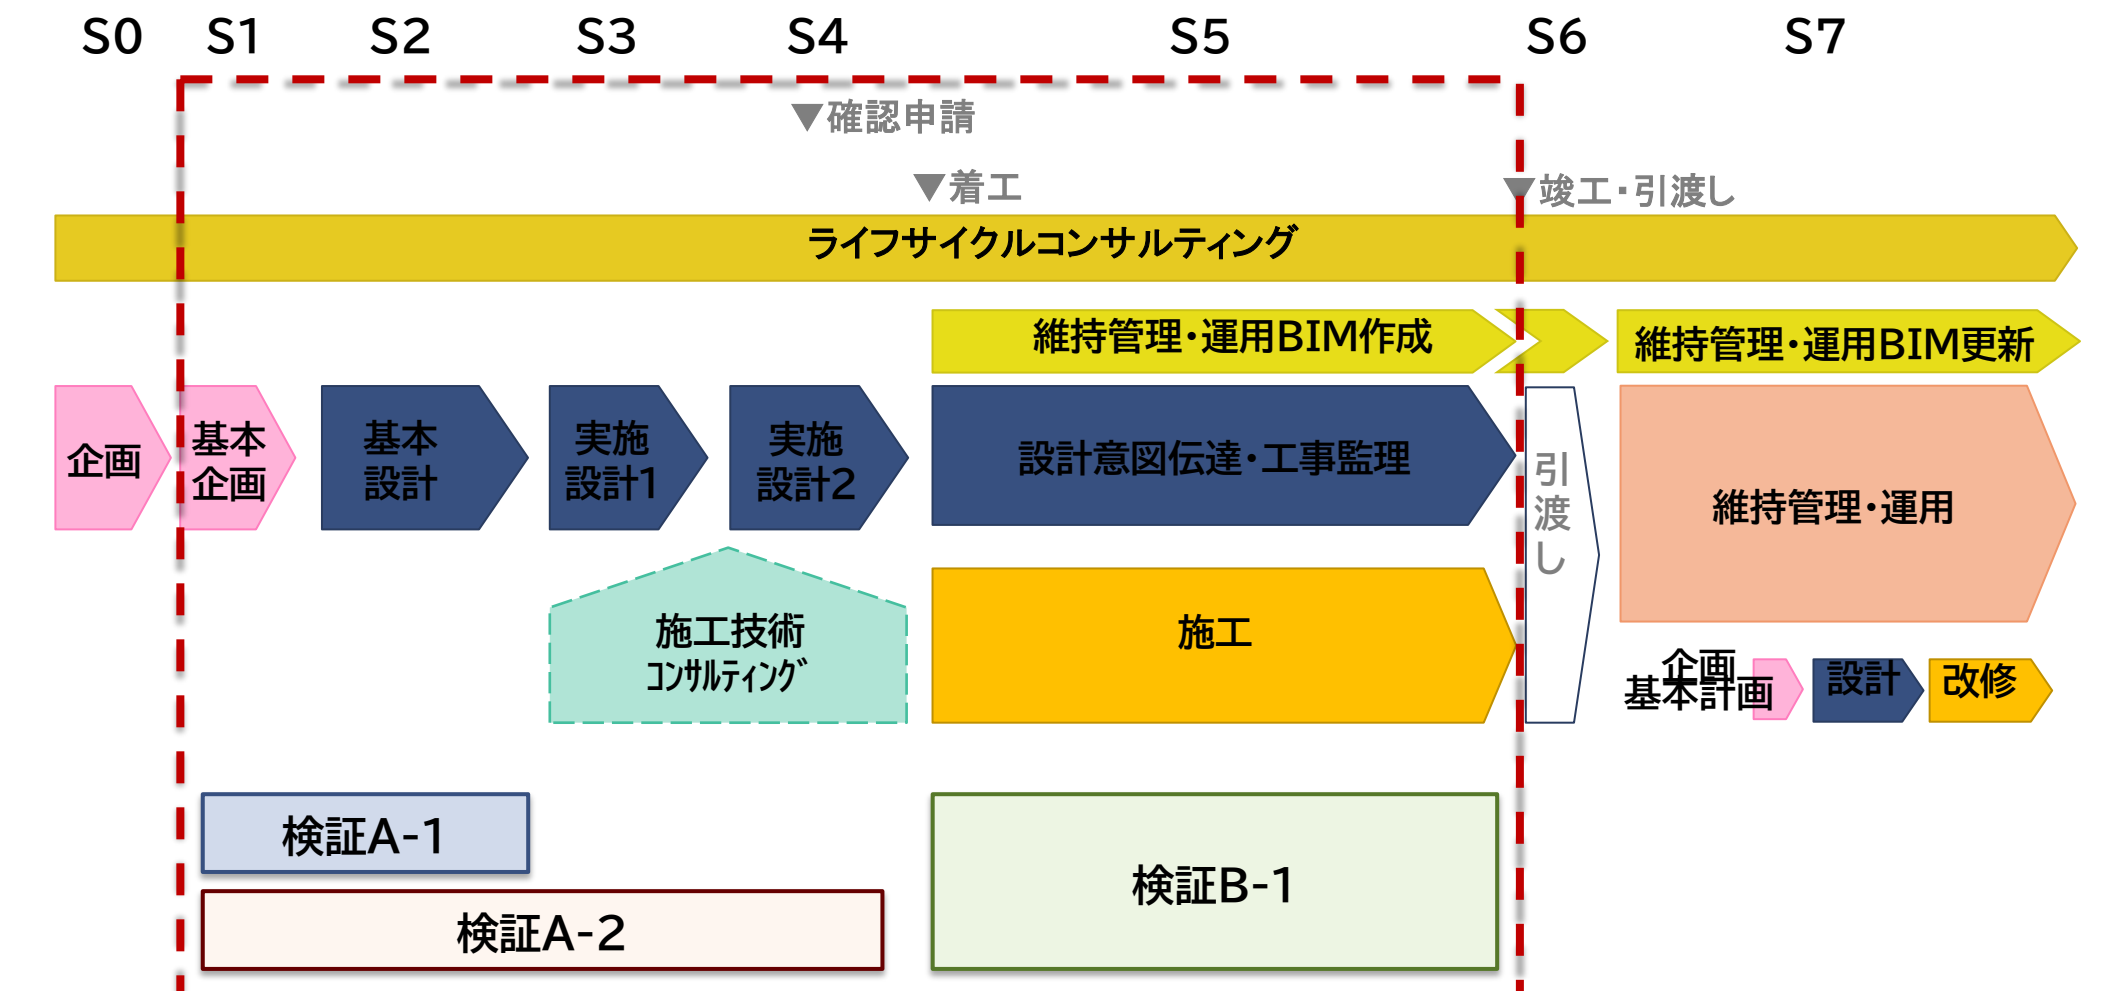 S0 S1 S2 S3 S4 S5 S6 S7
▼確認申請
▼着工
▼竣工・引渡し
ライフサイクルコンサルティング
維持管理・運用BIM作成
維持管理・運用BIM更新
企画
基本
企画
基本
設計
実施
設計1
実施
設計2
設計意図伝達・工事監理
引
渡
し
維持管理・運用
施工技術
ｺﾝｻﾙﾃｨﾝｸﾞ
施工
企画
基本計画
設計
改修
検証A-1
検証A-2
検証B-1